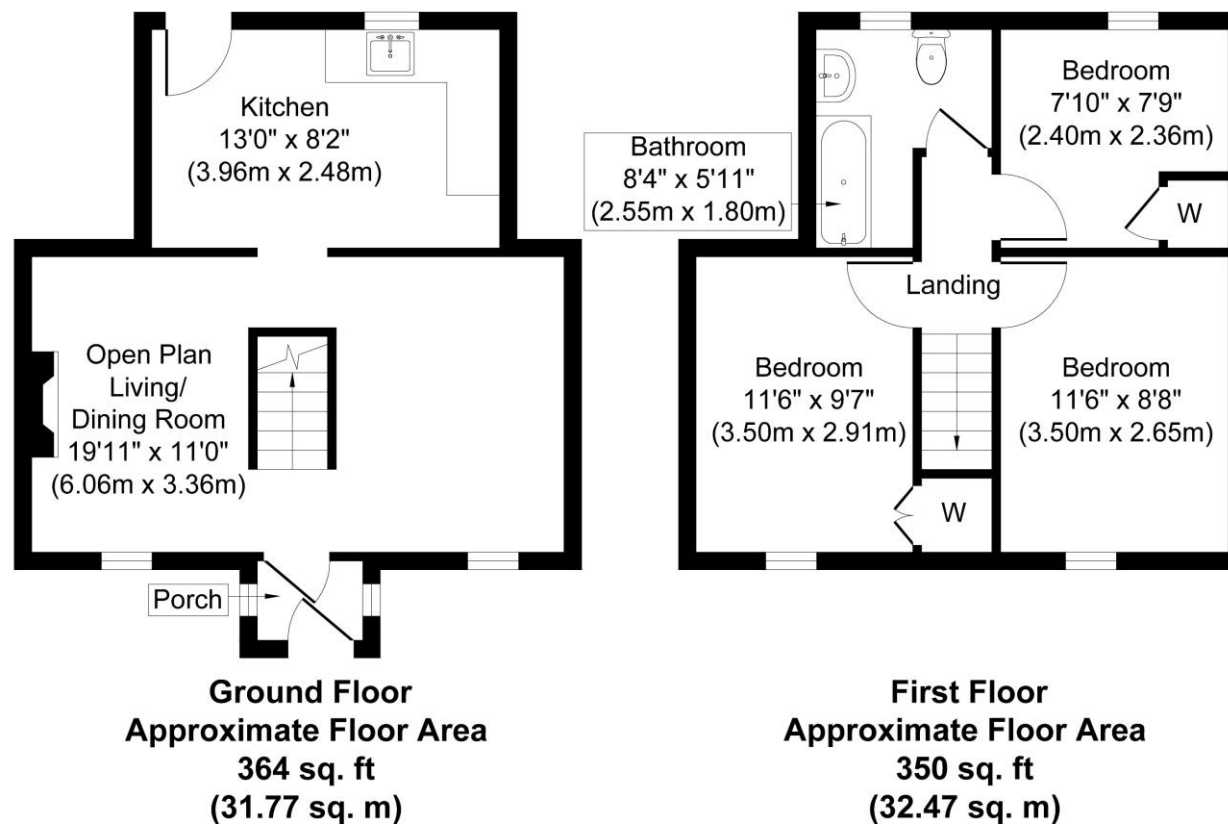 Kitchen
13'0" x 8'2"
(3.96m x 2.48m)
Open Plan
Living/
Dining Room
19'11" x 11'0"
(6.06m x 3.36m)
Porch
Ground Floor
Approximate Floor Area
364 sq. ft
(31.77 sq. m)
Bathroom
8'4" x 5'11"
(2.55m x 1.80m)
Bedroom
7'10" x 7'9"
(2.40m x 2.36m)
W
Landing
Bedroom
11'6" x 9'7"
(3.50m x 2.91m)
Bedroom
11'6" x 8'8"
(3.50m x 2.65m)
W
First Floor
Approximate Floor Area
350 sq. ft
(32.47 sq. m)